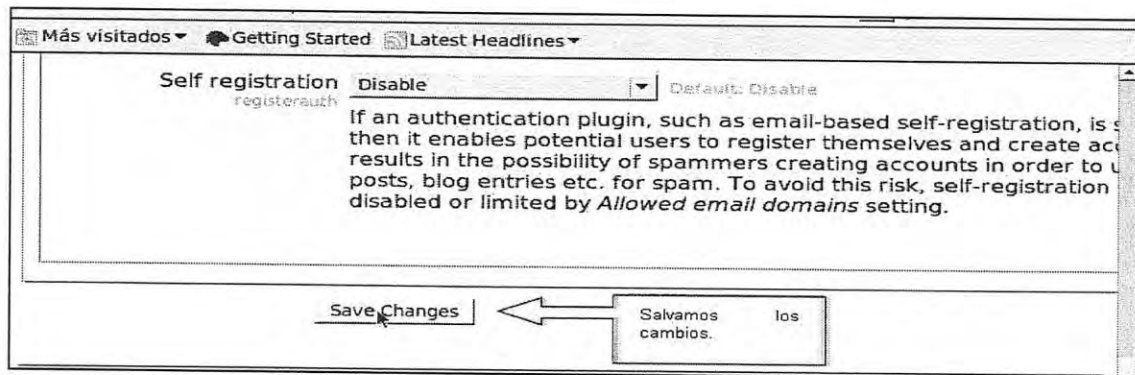 Más visitados Getting Started Latest Headlines
Self registration Disable Default: Disable
registerauth
If an authentication plugin, such as email-based self-registration, is s
then it enables potential users to register themselves and create acc
results in the possibility of spammers creating accounts in order to u
posts, blog entries etc. for spam. To avoid this risk, self-registration
disabled or limited by Allowed email domains setting.
Save Changes
Salvamos los
cambios.